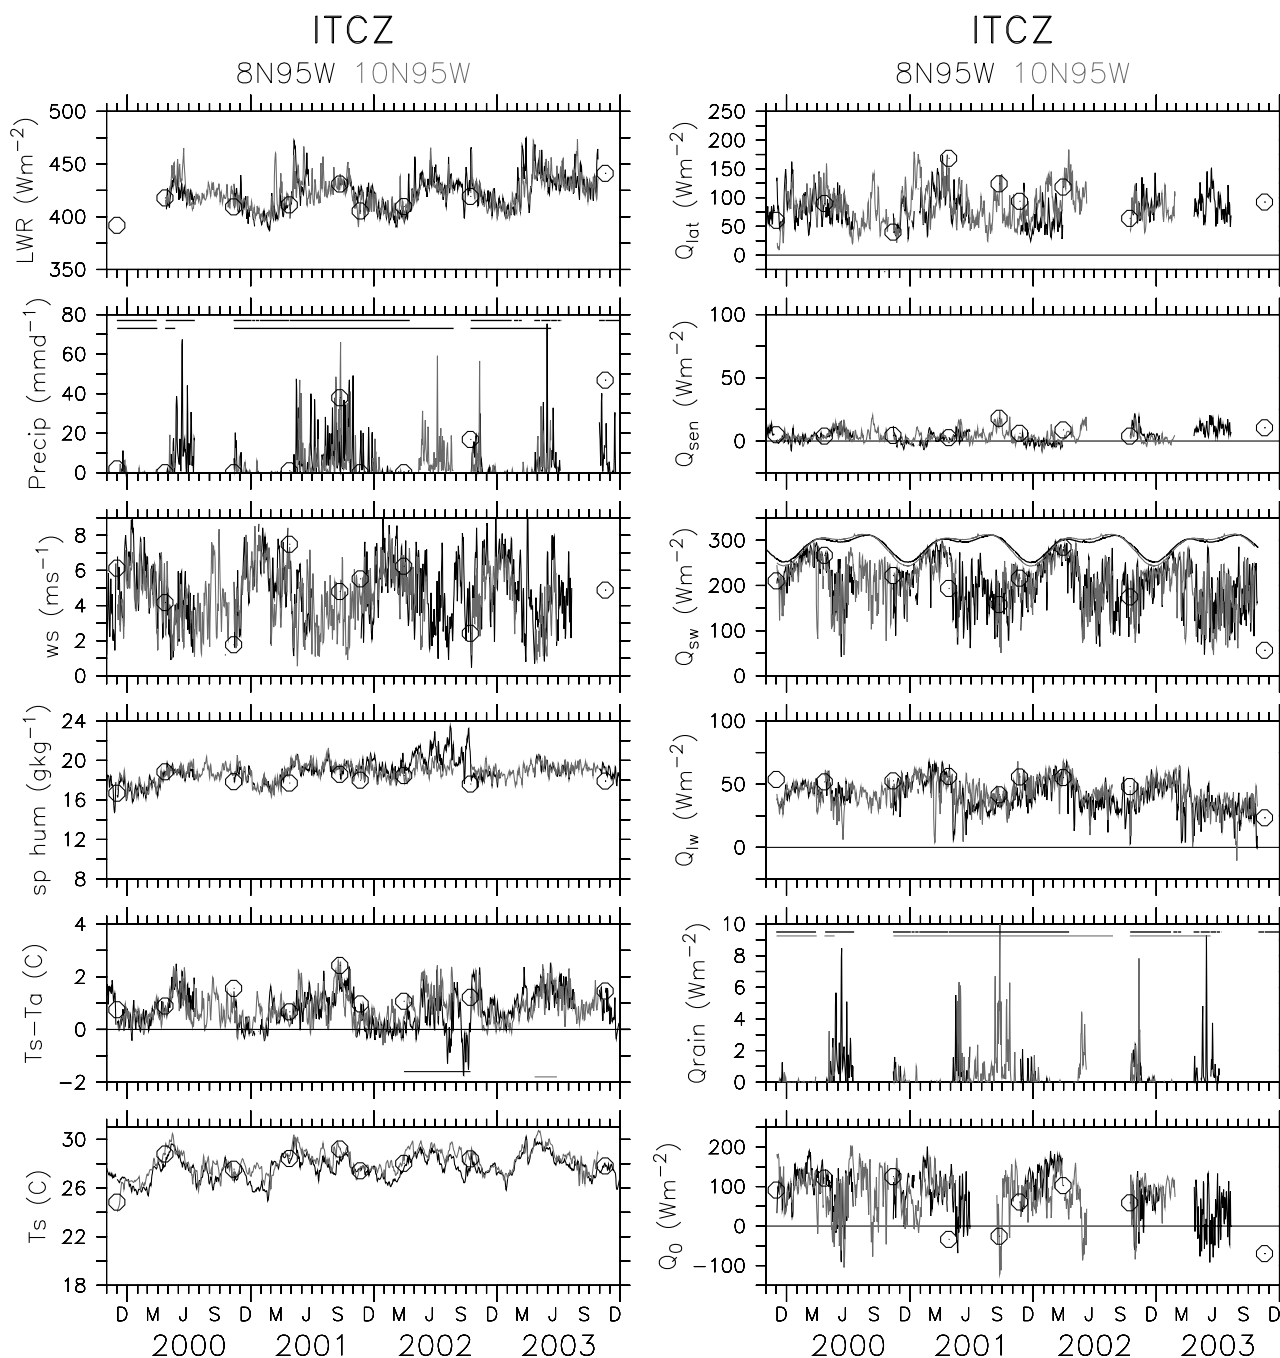 ITCZ
8N95W 10N95W
LWR (Wm−2)
500
450
400
350
Precip (mmd−1)
80
60
40
20
0
ws (ms−1)
8
6
4
2
0
sp hum (gkg−1)
24
20
16
12
8
Ts−Ta (C)
4
2
0
−2
Ts (C)
30
26
22
18
D M J S D M J S D M J S D M J S D
2000 2001 2002 2003
ITCZ
8N95W 10N95W
Qlat (Wm−2)
250
200
150
100
50
0
Qsen (Wm−2)
100
50
0
Qsw (Wm−2)
300
200
100
0
Qlw (Wm−2)
100
50
0
Qrain (Wm−2)
10
8
6
4
2
0
Q0 (Wm−2)
200
100
0
−100
D M J S D M J S D M J S D M J S D
2000 2001 2002 2003